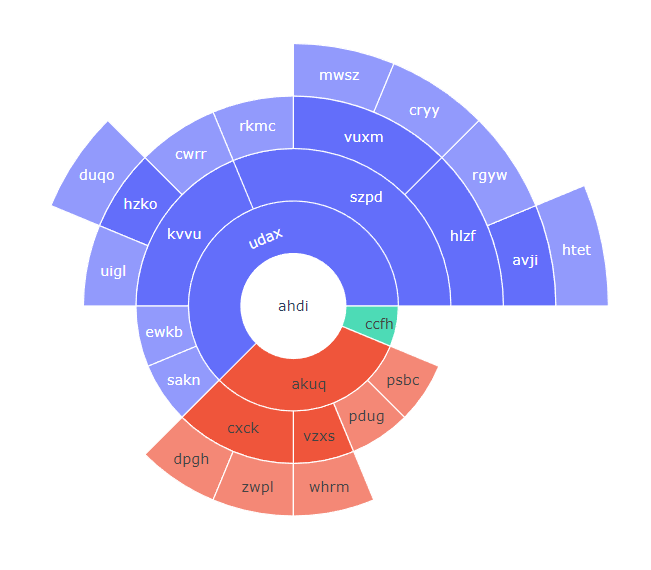 mwsz
cryy
rkmc
vuxm
cwrr
duqo
rgyw
szpd
hzko
kvvu
udax
hlzf
htet
avji
uigl
ahdi
ccfh
ewkb
sakn
akuq
psbc
pdug
cxck
vzxs
dpgh
zwpl
whrm